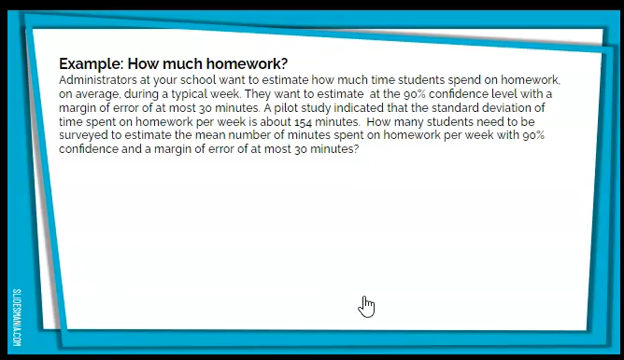 Example: How much homework?
Administrators at your school want to estimate how much time students spend on homework,
on average, during a typical week. They want to estimate at the 90% confidence level with a
margin of error of at most 30 minutes. A pilot study indicated that the standard deviation of
time spent on homework per week is about 154 minutes. How many students need to be
surveyed to estimate the mean number of minutes spent on homework per week with 90%
confidence and a margin of error of at most 30 minutes?
SLIDESMANIA.COM